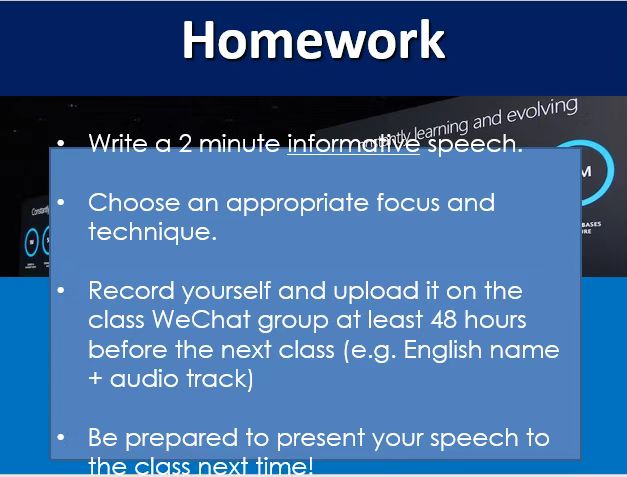 Homework
constantly learning and evolving
• Write a 2 minute informative speech.
• Choose an appropriate focus and
technique.
• Record yourself and upload it on the
class WeChat group at least 48 hours
before the next class (e.g. English name
+ audio track)
• Be prepared to present your speech to
the class next time!
Constantly
M
BASES